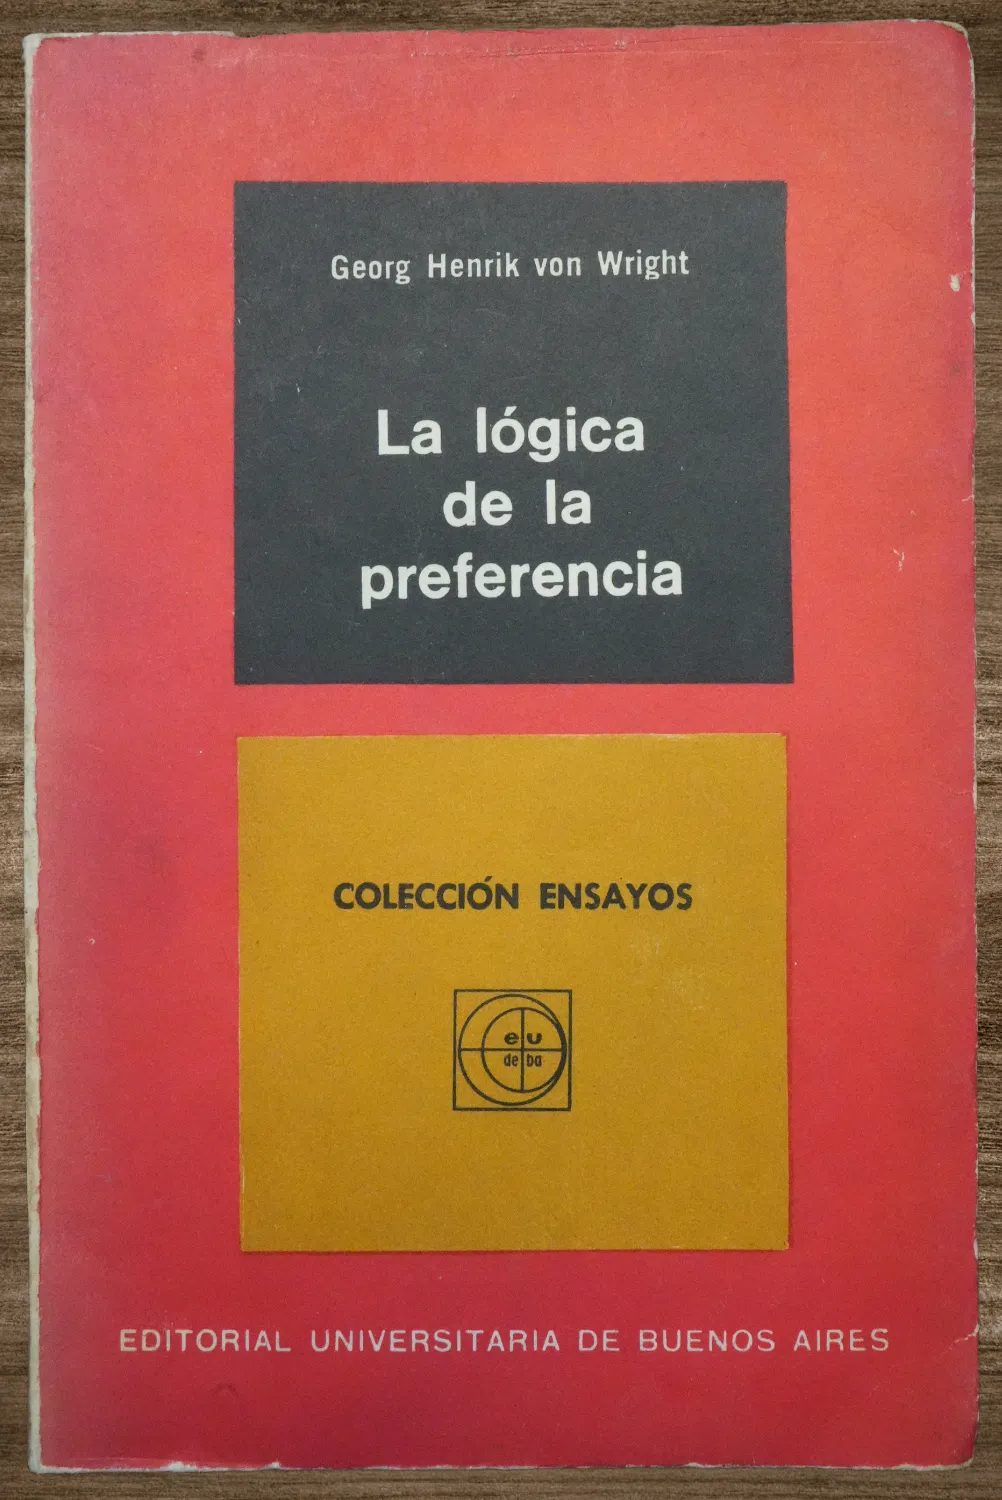 Georg Henrik von Wright
La lógica
de la
preferencia
COLECCIÓN ENSAYOS
eu
de ba
EDITORIAL UNIVERSITARIA DE BUENOS AIRES